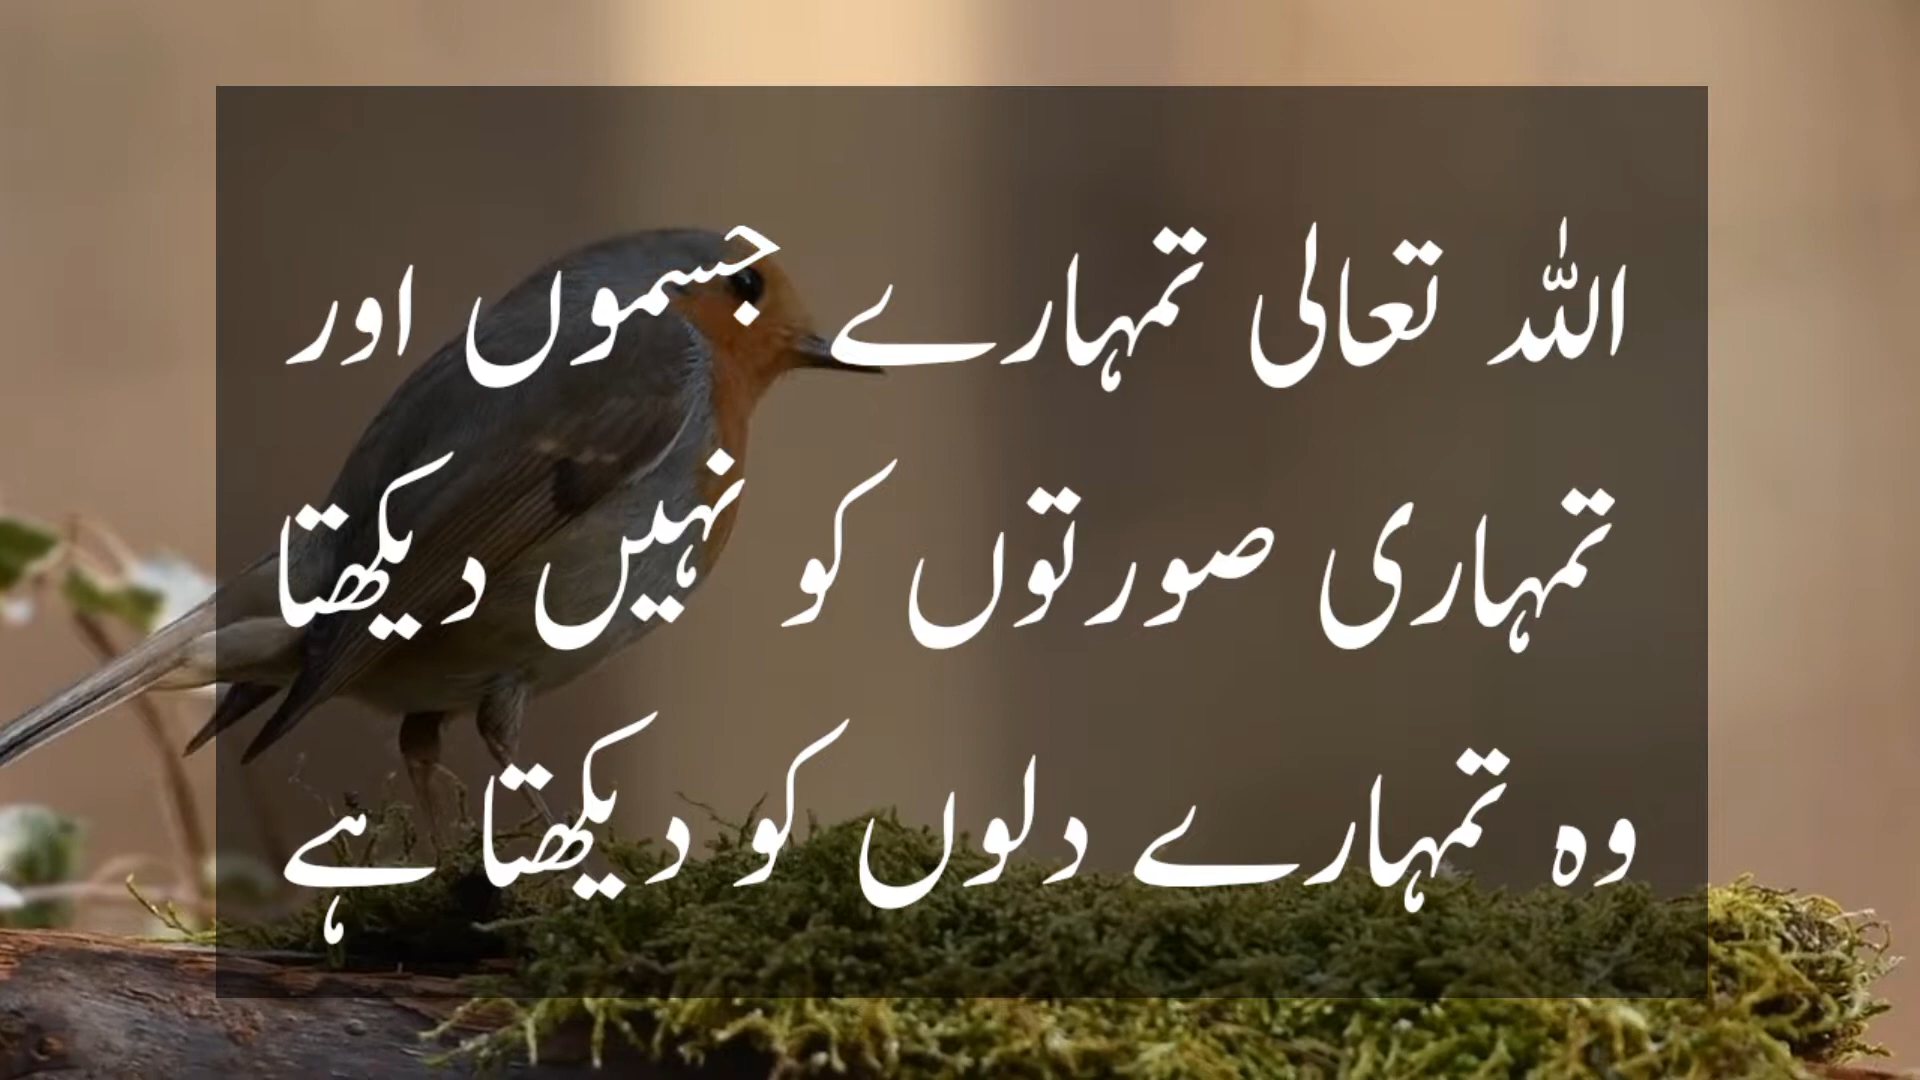 اللہ تعالی تمہارے جسموں اور
تمہاری صورتوں کو نہیں دیکھتا
وہ تمہارے دلوں کو دیکھتا ہے